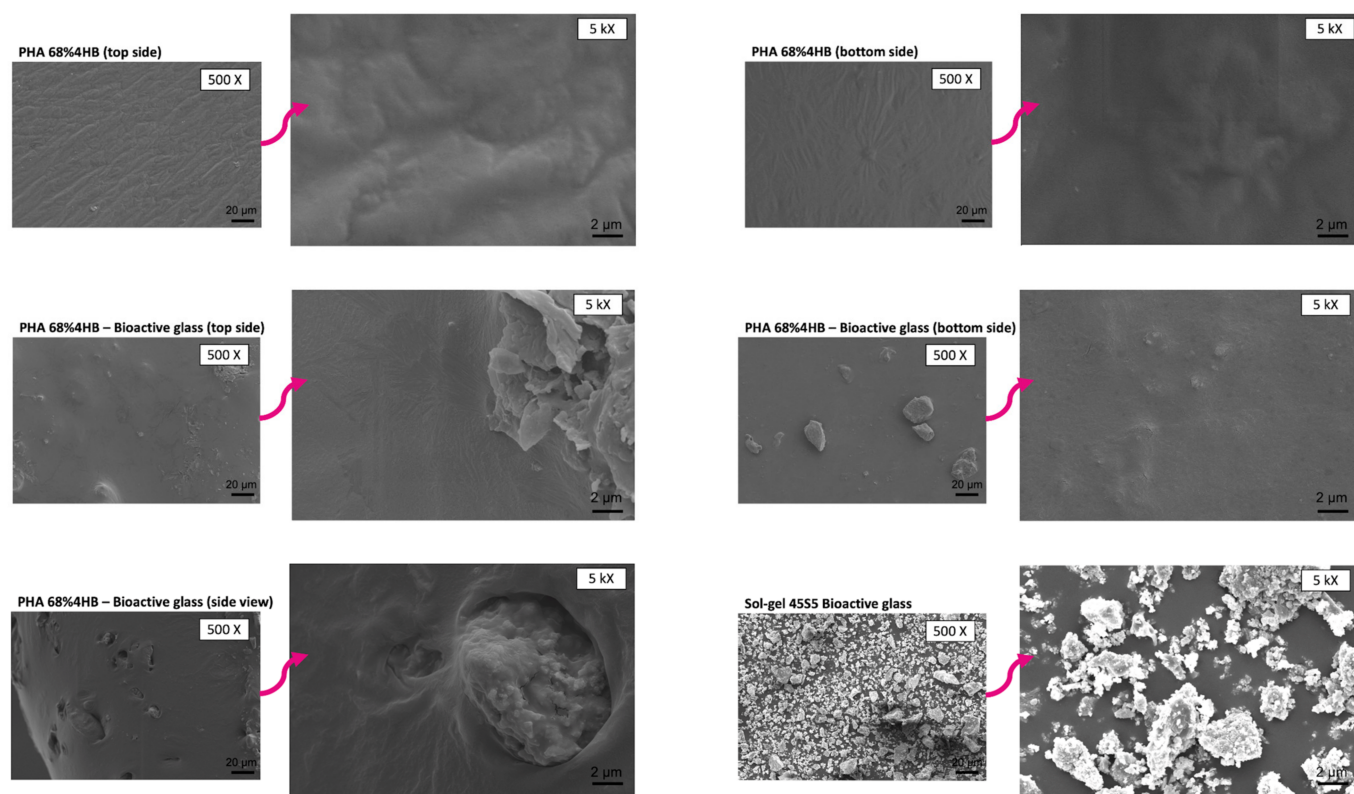 PHA 68%4HB (top side)
500 X
20 µm
5 kX
2 µm
PHA 68%4HB (bottom side)
500 X
20 µm
5 kX
2 µm
PHA 68%4HB – Bioactive glass (top side)
500 X
20 µm
5 kX
2 µm
PHA 68%4HB – Bioactive glass (bottom side)
500 X
20 µm
5 kX
2 µm
PHA 68%4HB – Bioactive glass (side view)
500 X
20 µm
5 kX
2 µm
Sol-gel 45S5 Bioactive glass
500 X
20 µm
5 kX
2 µm